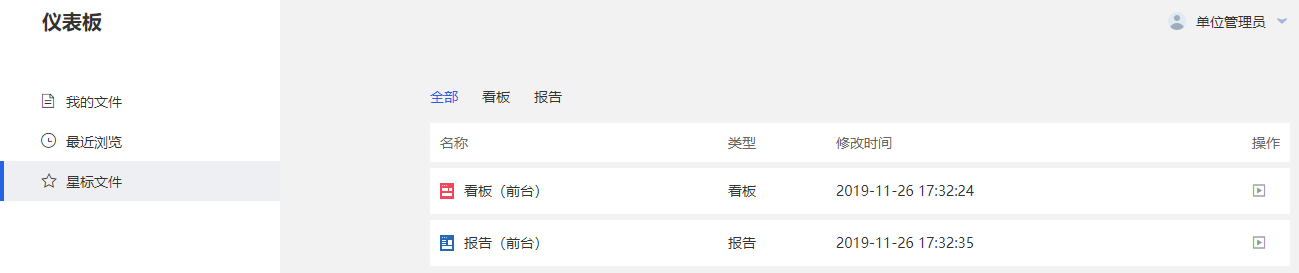 仪表板
单位管理员
我的文件
最近浏览
星标文件
全部 看板 报告
名称 类型 修改时间 操作
看板（前台） 看板 2019-11-26 17:32:24
报告（前台） 报告 2019-11-26 17:32:35